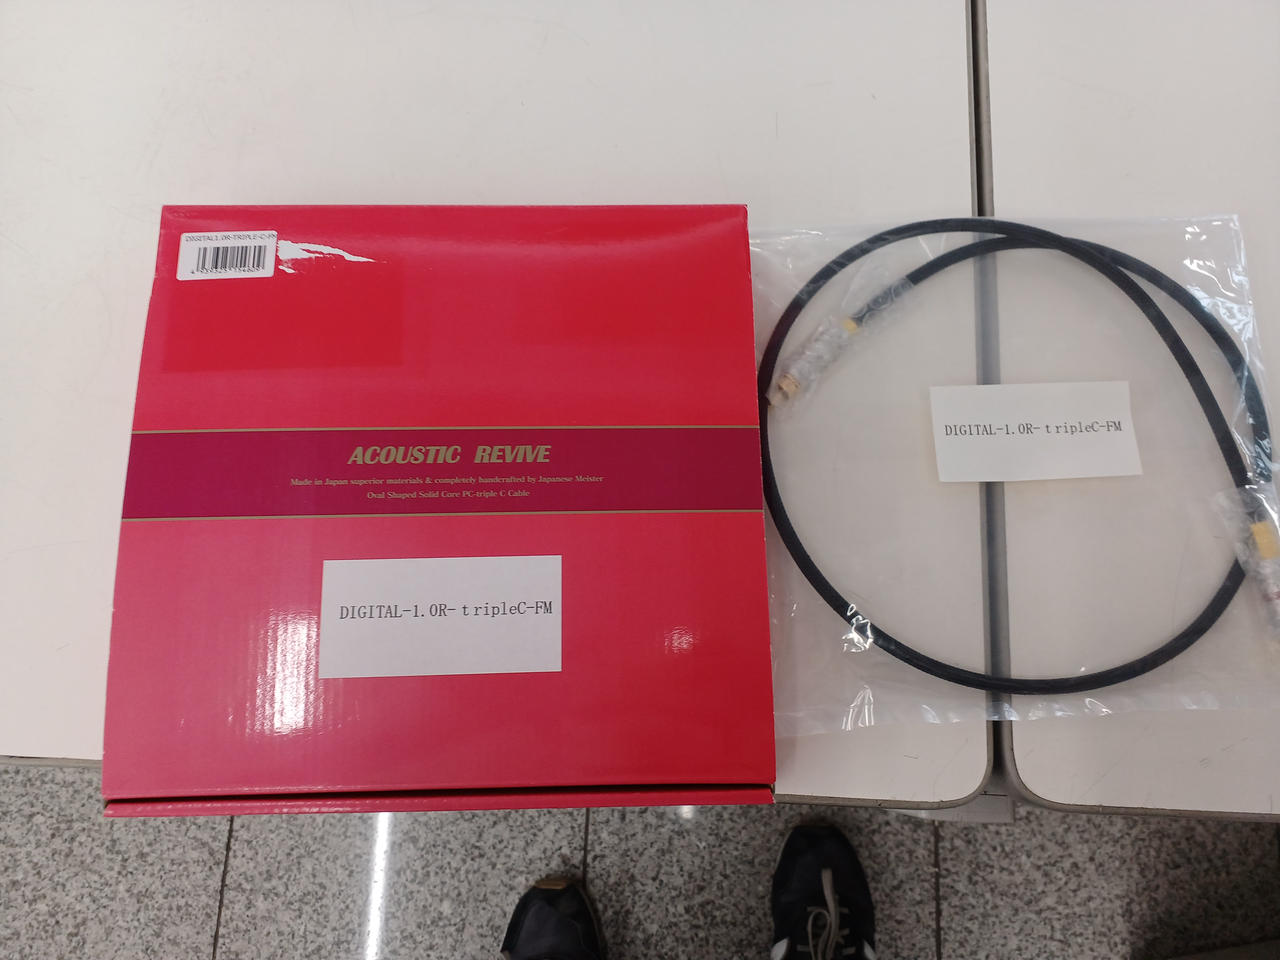 DIGITAL1.0R-TRIPLE-C-FM
ACOUSTIC REVIVE
Made in Japan superior materials & completely handcrafted by Japanese Meister
Oval Shaped Solid Core PC-triple C Cable
DIGITAL-1.0R-tripleC-FM
DIGITAL-1.0R-tripleC-FM